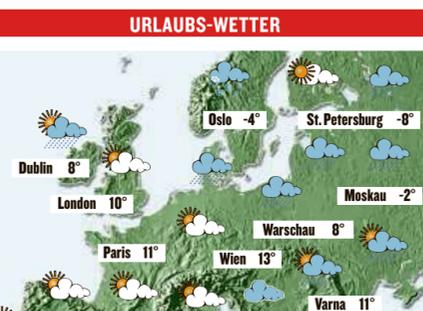 URLAUBS-WETTER
Oslo -4°
St. Petersburg -8°
Dublin 8°
Moskau -2°
London 10°
Warschau 8°
Paris 11°
Wien 13°
Varna 11°